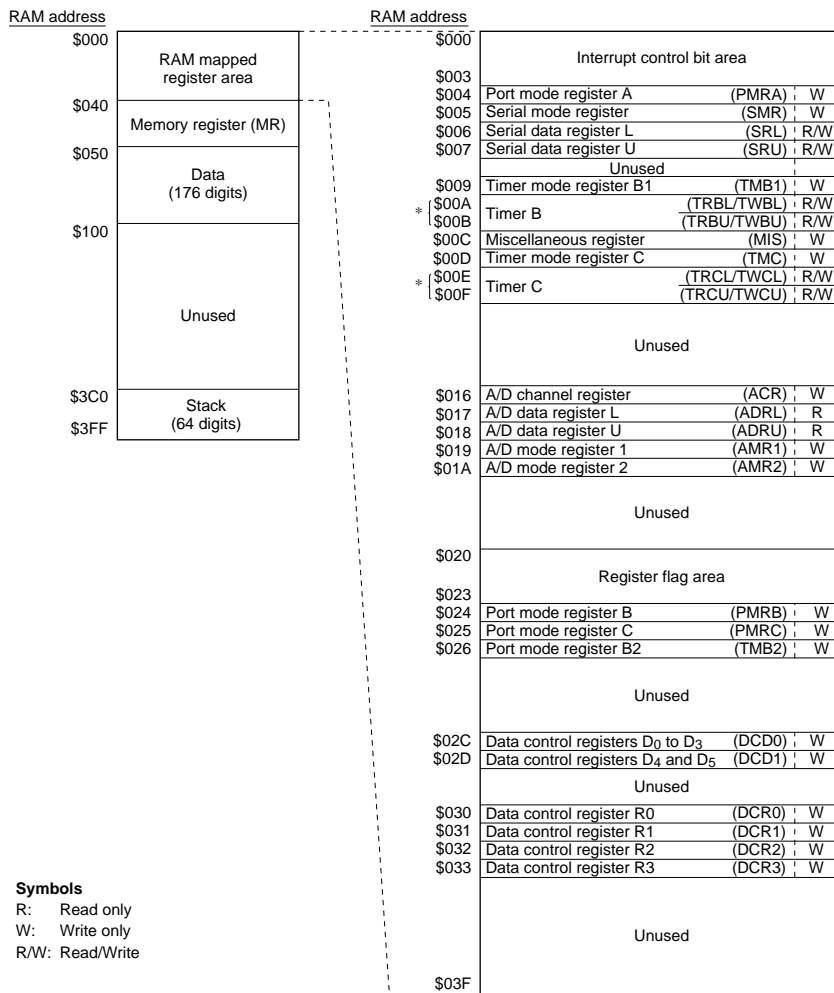 RAM address
$000
RAM mapped
register area
$040
Memory register (MR)
$050
Data
(176 digits)
$100
Unused
$3C0
Stack
(64 digits)
$3FF
RAM address
$000
Interrupt control bit area
$003
$004 Port mode register A (PMRA) W
$005 Serial mode register (SMR) W
$006 Serial data register L (SRL) R/W
$007 Serial data register U (SRU) R/W
Unused
$009 Timer mode register B1 (TMB1) W
* $00A Timer B (TRBL/TWBL) R/W
$00B (TRBU/TWBU) R/W
$00C Miscellaneous register (MIS) W
$00D Timer mode register C (TMC) W
* $00E Timer C (TRCL/TWCL) R/W
$00F (TRCU/TWCU) R/W
Unused
$016 A/D channel register (ACR) W
$017 A/D data register L (ADRL) R
$018 A/D data register U (ADRU) R
$019 A/D mode register 1 (AMR1) W
$01A A/D mode register 2 (AMR2) W
Unused
$020
Register flag area
$023
$024 Port mode register B (PMRB) W
$025 Port mode register C (PMRC) W
$026 Port mode register B2 (TMB2) W
Unused
$02C Data control registers D0 to D3 (DCD0) W
$02D Data control registers D4 and D5 (DCD1) W
Unused
$030 Data control register R0 (DCR0) W
$031 Data control register R1 (DCR1) W
$032 Data control register R2 (DCR2) W
$033 Data control register R3 (DCR3) W
Unused
$03F
Symbols
R: Read only
W: Write only
R/W: Read/Write